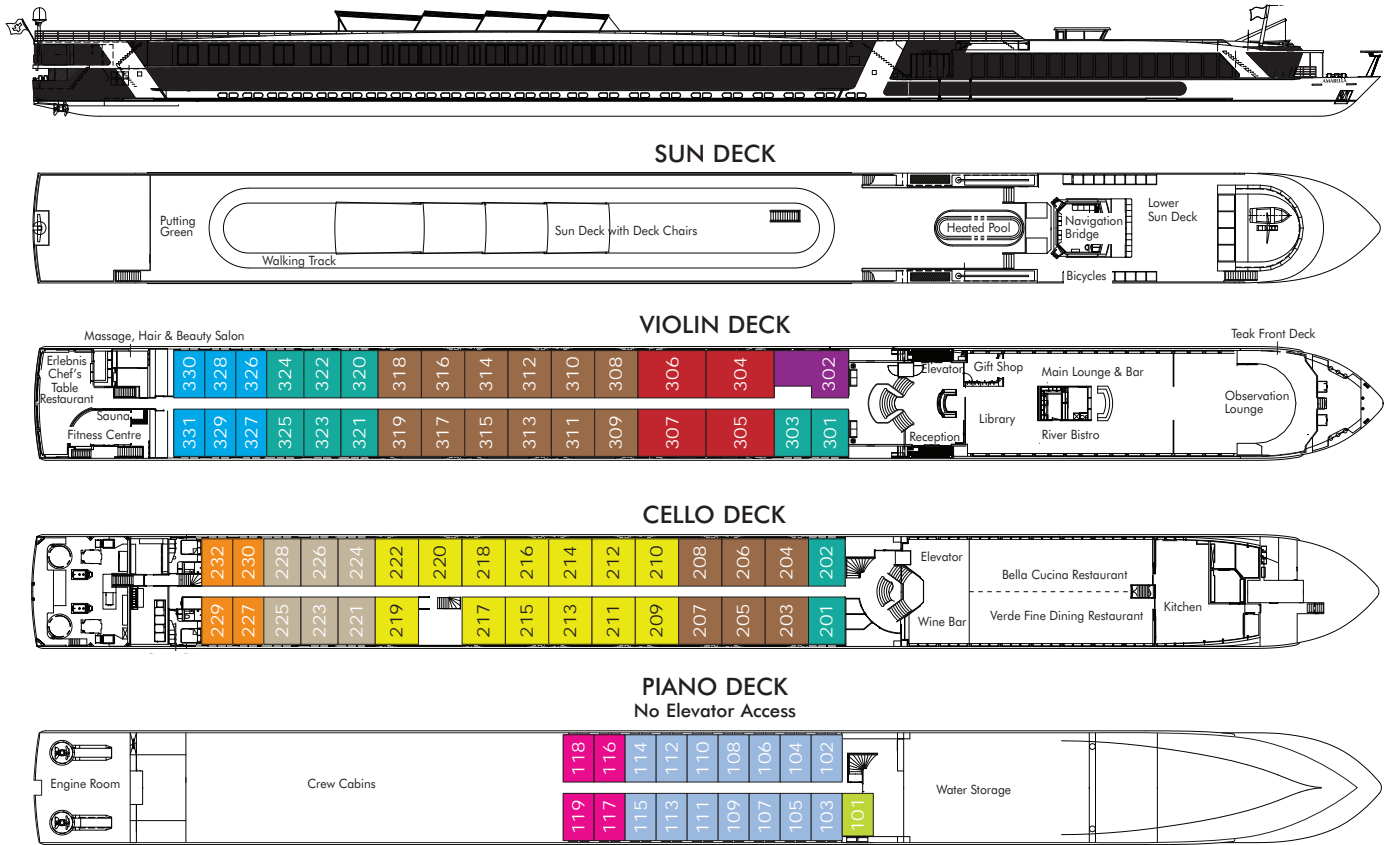 AMABELLA
SUN DECK
Putting
Green
Walking Track
Sun Deck with Deck Chairs
Heated Pool
Navigation
Bridge
Lower
Sun Deck
Bicycles
VIOLIN DECK
Massage, Hair & Beauty Salon
Teak Front Deck
Erlebnis
Chef's
Table
Restaurant
Sauna
Fitness Centre
330 328 326 324 322 320 318 316 314 312 310 308 306 304 302
331 329 327 325 323 321 319 317 315 313 311 309 307 305 303 301
Elevator
Gift Shop
Main Lounge & Bar
Library
Reception
River Bistro
Observation
Lounge
CELLO DECK
232 230 228 226 224 222 220 218 216 214 212 210 208 206 204 202
229 227 225 223 221 219 217 215 213 211 209 207 205 203 201
Elevator
Wine Bar
Bella Cucina Restaurant
Verde Fine Dining Restaurant
Kitchen
PIANO DECK
No Elevator Access
Engine Room
Crew Cabins
118 116 114 112 110 108 106 104 102
119 117 115 113 111 109 107 105 103 101
Water Storage